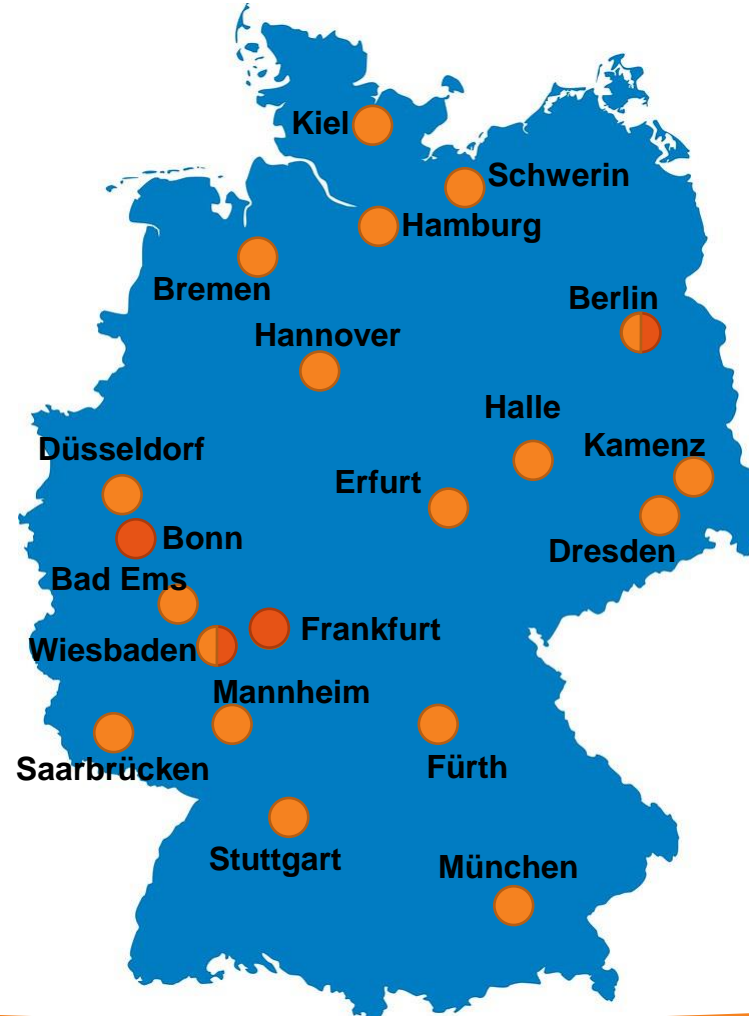 Kiel
Schwerin
Hamburg
Bremen
Berlin
Hannover
Halle
Düsseldorf
Kamenz
Erfurt
Bonn
Dresden
Bad Ems
Frankfurt
Wiesbaden
Mannheim
Saarbrücken
Fürth
Stuttgart
München